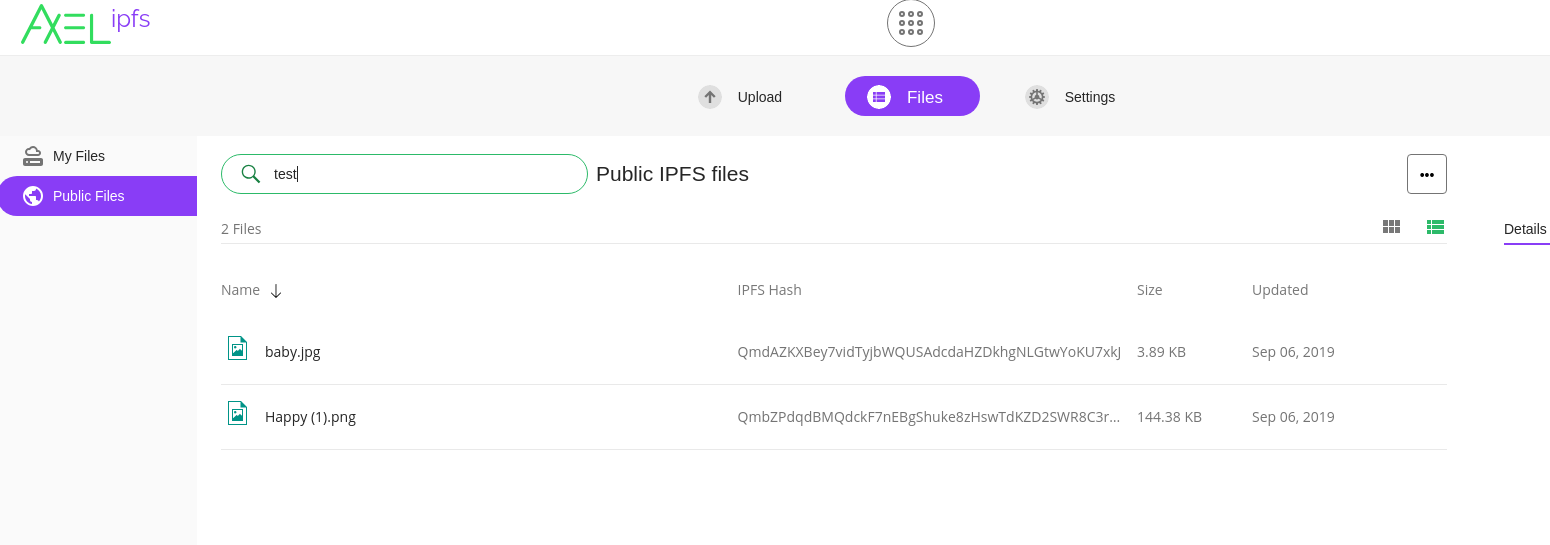 AXEL ipfs
Upload
Files
Settings
My Files
Public Files
test
Public IPFS files
•••
2 Files
Details
Name
IPFS Hash
Size
Updated
baby.jpg
QmdAZKXBey7vidTyjbWQUSAdcdaHZDkhgNLGtwYoKU7xkJ
3.89 KB
Sep 06, 2019
Happy (1).png
QmbZPdqdBMQdckF7nEBgShuke8zHswTdKZD2SWR8C3r...
144.38 KB
Sep 06, 2019